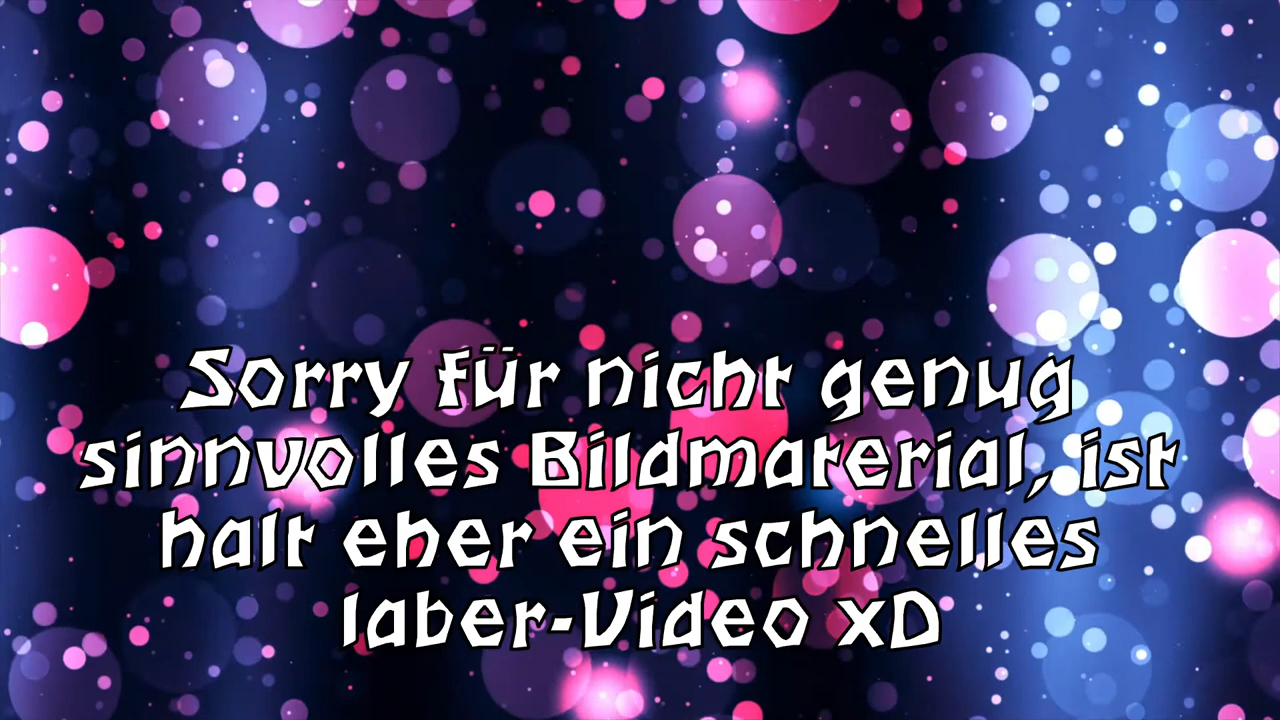 Sorry für nicht genug
sinnvolles Bildmaterial, ist
halt eher ein schnelles
laber-Video xD